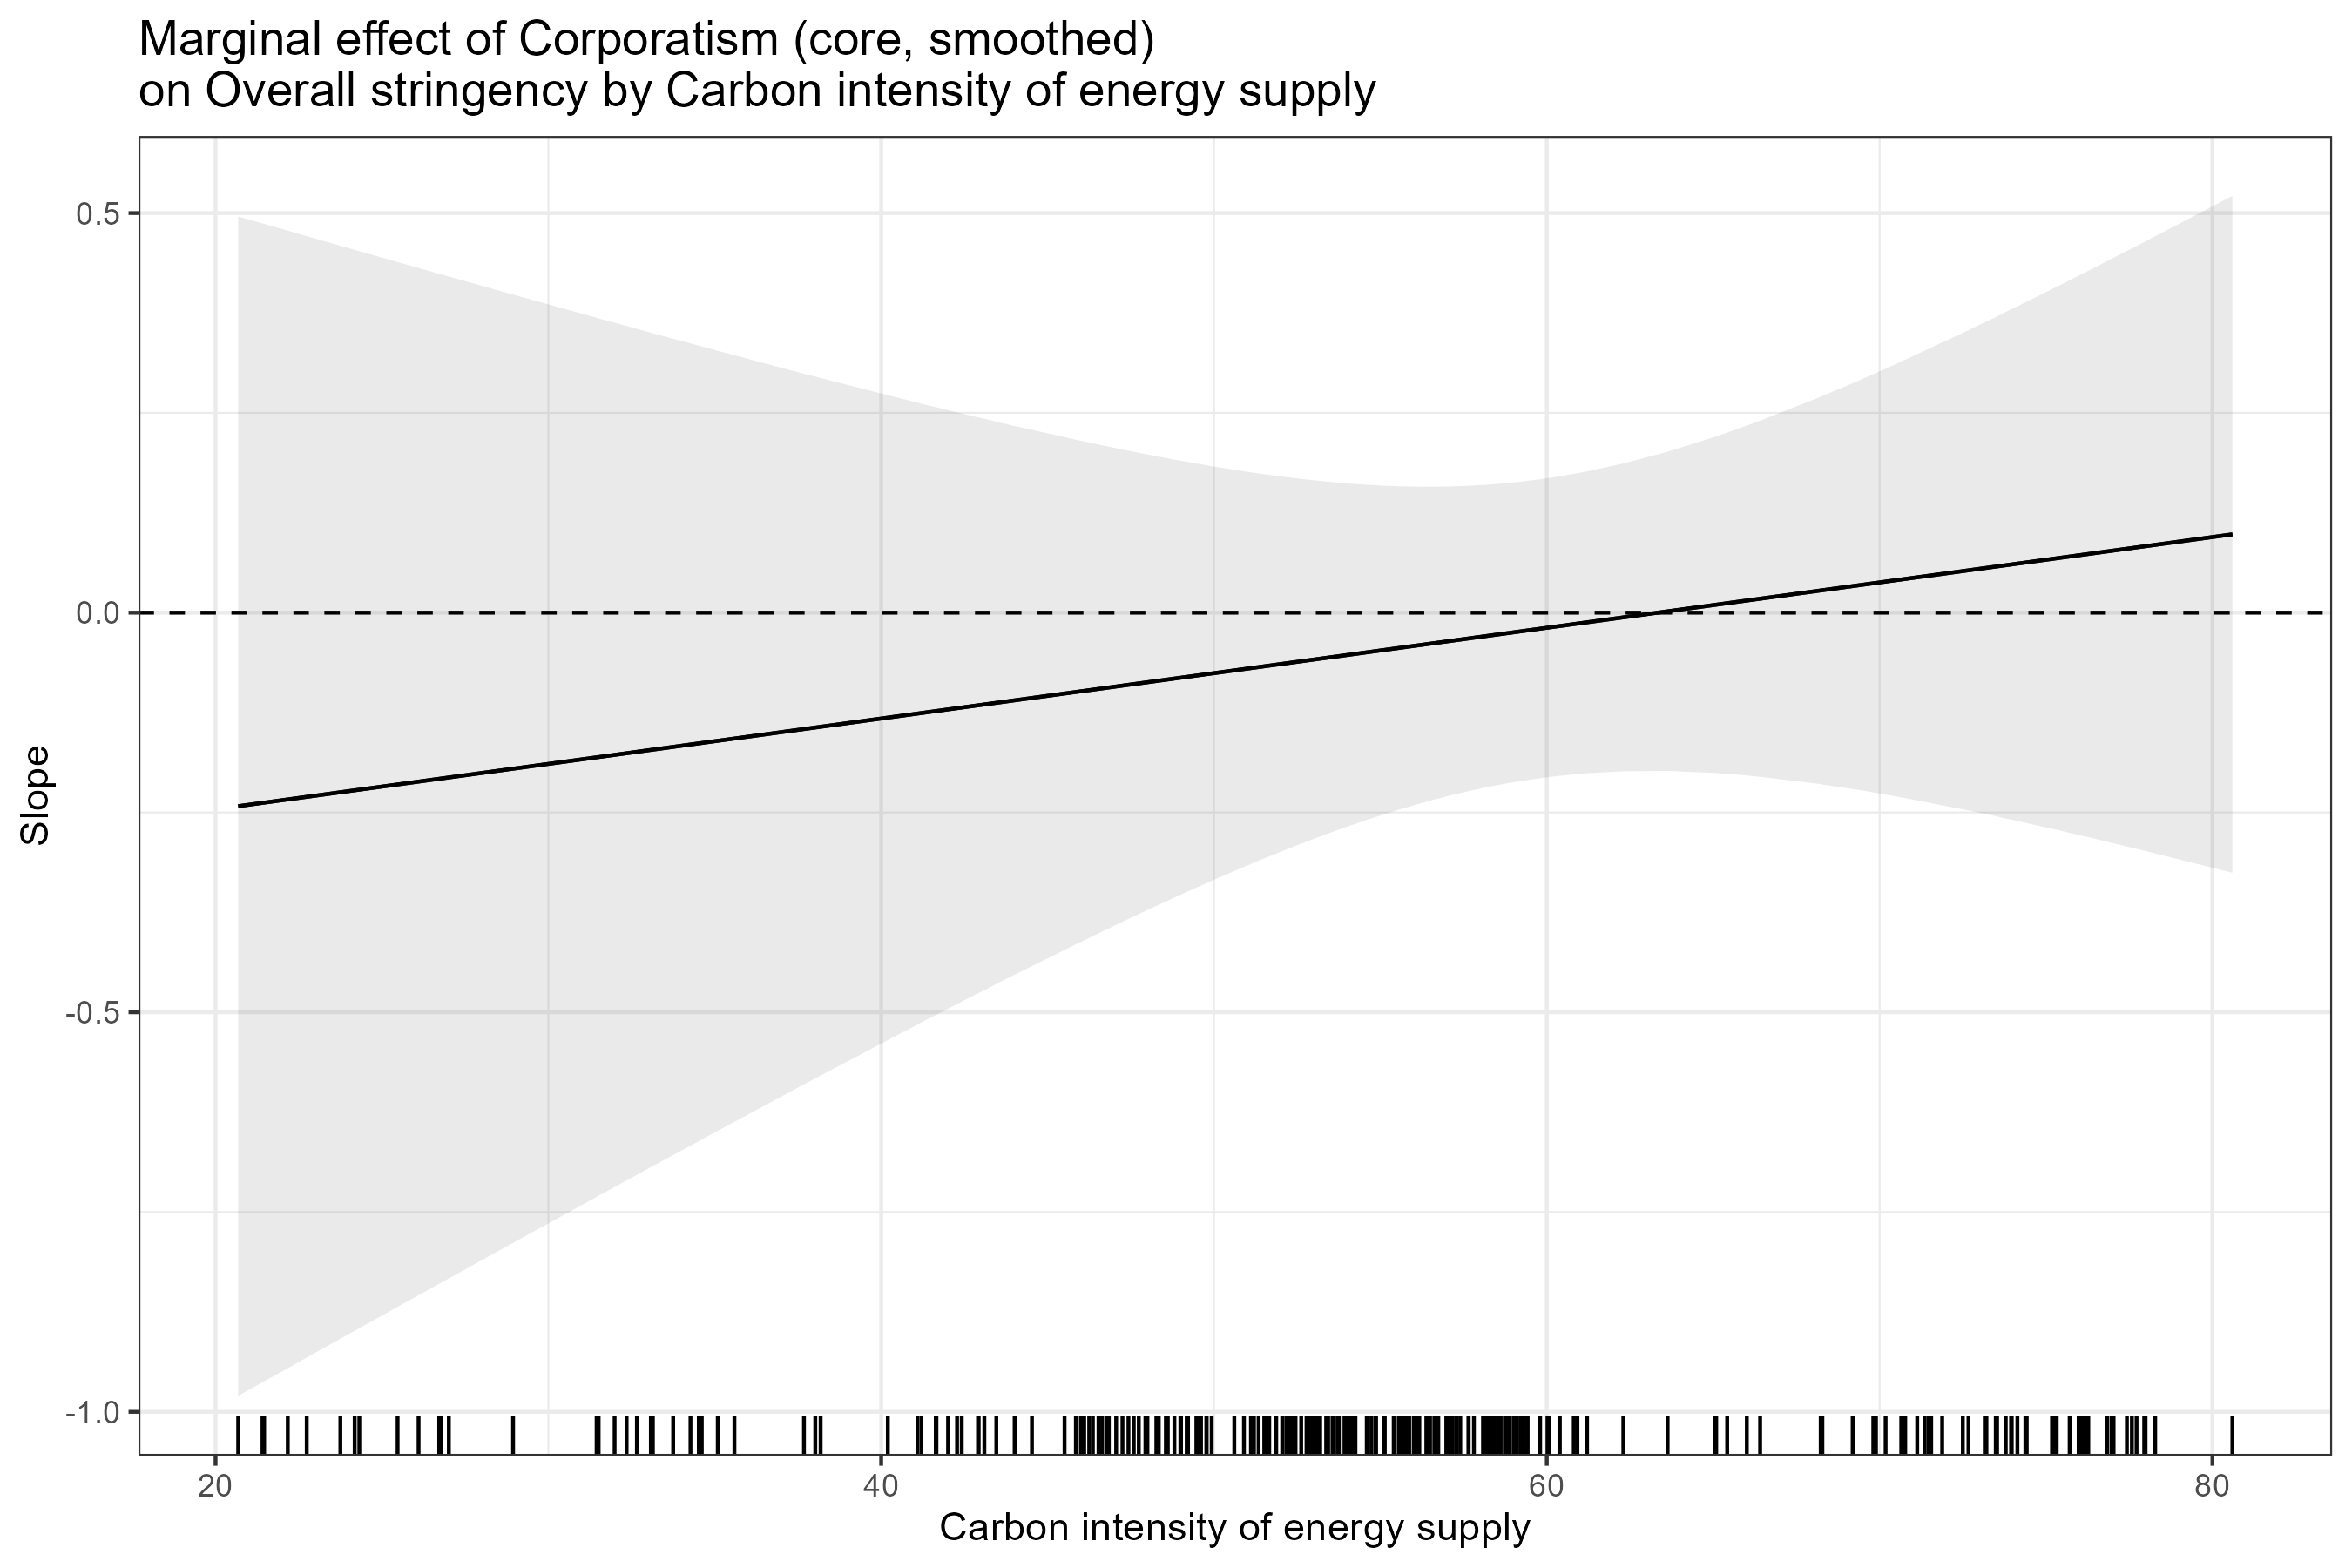 Marginal effect of Corporatism (core, smoothed)
on Overall stringency by Carbon intensity of energy supply
0.5
0.0
-0.5
-1.0
Slope
20
40
60
80
Carbon intensity of energy supply